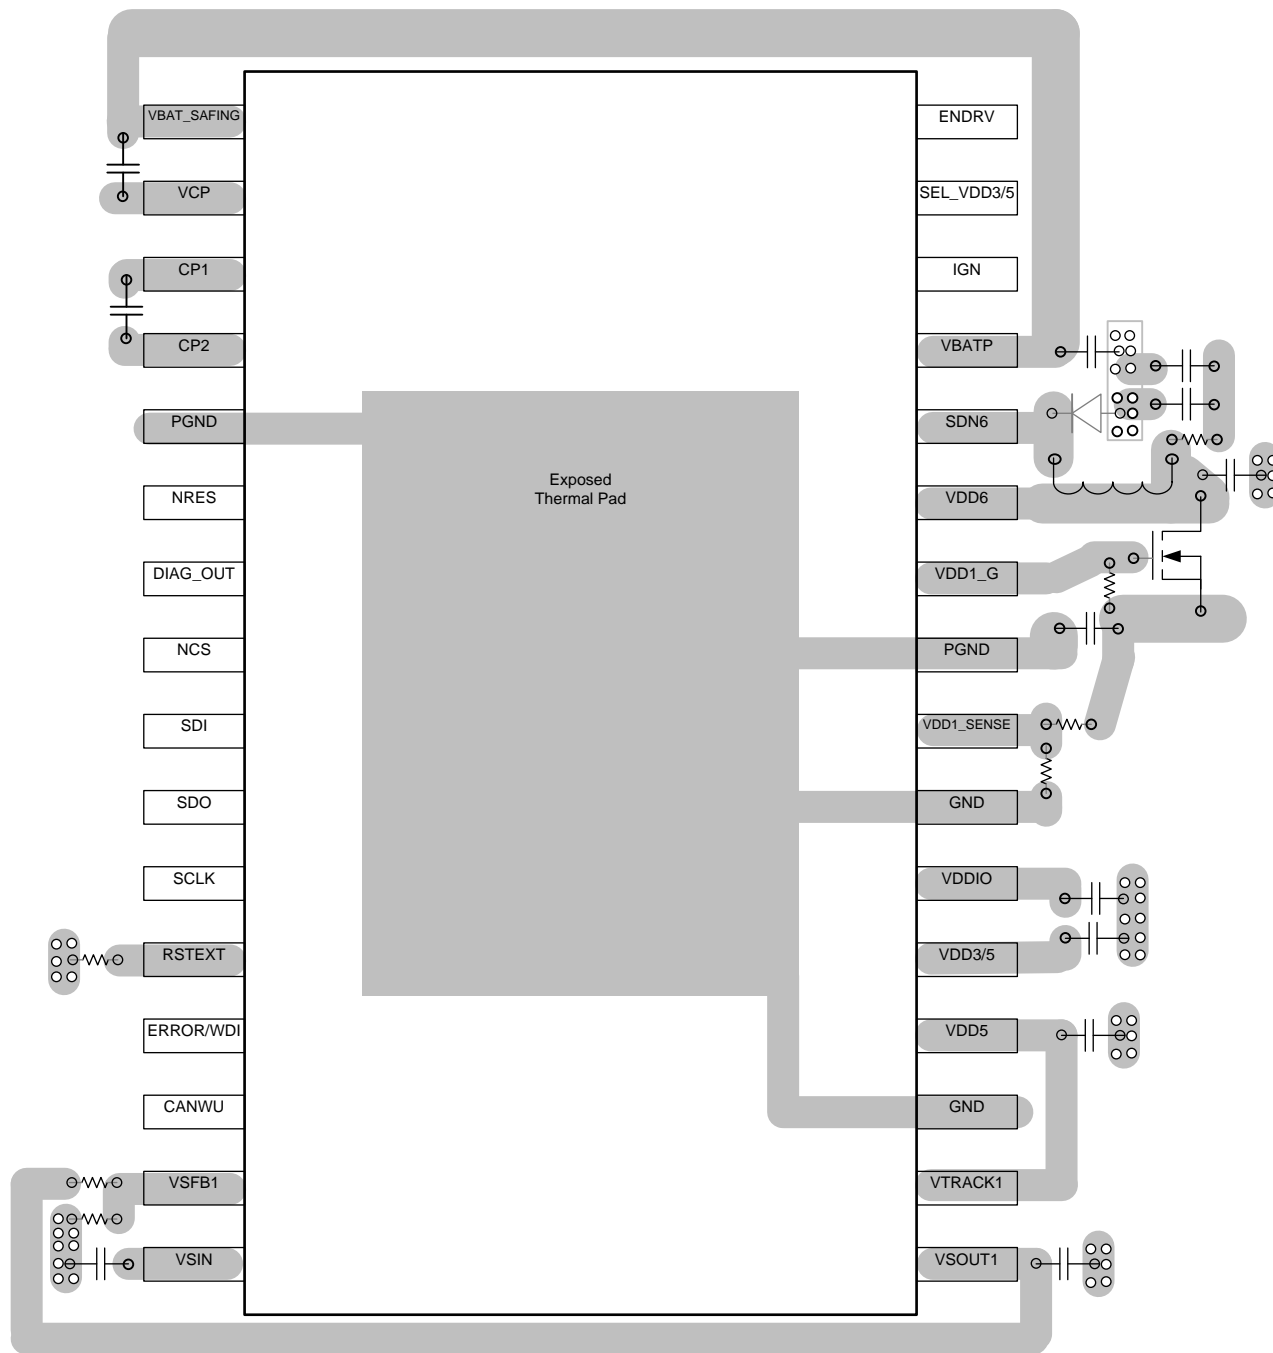 VBAT_SAFING
VCP
CP1
CP2
PGND
NRES
DIAG_OUT
NCS
SDI
SDO
SCLK
RSTEXT
ERROR/WDI
CANWU
VSFB1
VSIN
Exposed
Thermal Pad
ENDRV
SEL_VDD3/5
IGN
VBATP
SDN6
VDD6
VDD1_G
PGND
VDD1_SENSE
GND
VDDIO
VDD3/5
VDD5
GND
VTRACK1
VSOUT1